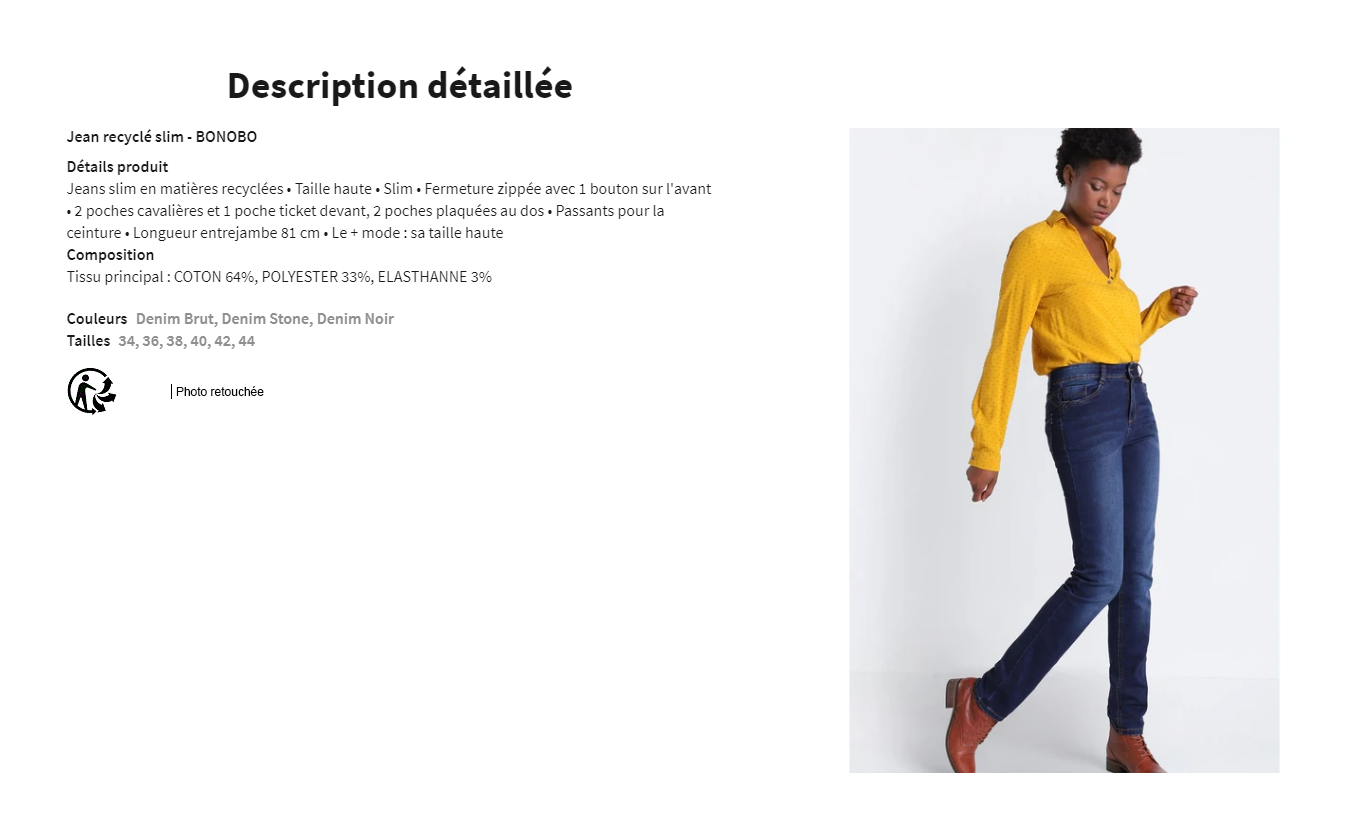 Description détaillée
Jean recyclé slim - BONOBO
Détails produit
Jeans slim en matières recyclées • Taille haute • Slim • Fermeture zippée avec 1 bouton sur l'avant
• 2 poches cavalières et 1 poche ticket devant, 2 poches plaquées au dos • Passants pour la
ceinture • Longueur entrejambe 81 cm • Le + mode : sa taille haute
Composition
Tissu principal : COTON 64%, POLYESTER 33%, ELASTHANNE 3%
Couleurs Denim Brut, Denim Stone, Denim Noir
Tailles 34, 36, 38, 40, 42, 44
| Photo retouchée